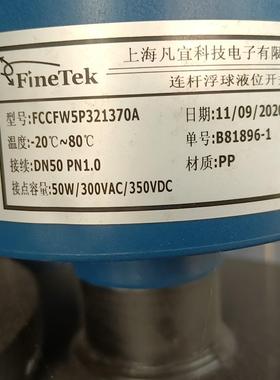 FineTek
上海凡宜科技电子有限
连杆浮球液位开
型号:FCCFW5P321370A
日期:11/09/2020
温度:-20℃~80℃
单号:B81896-1
接续:DN50 PN1.0
材质:PP
接点容量:50W/300VAC/350VDC